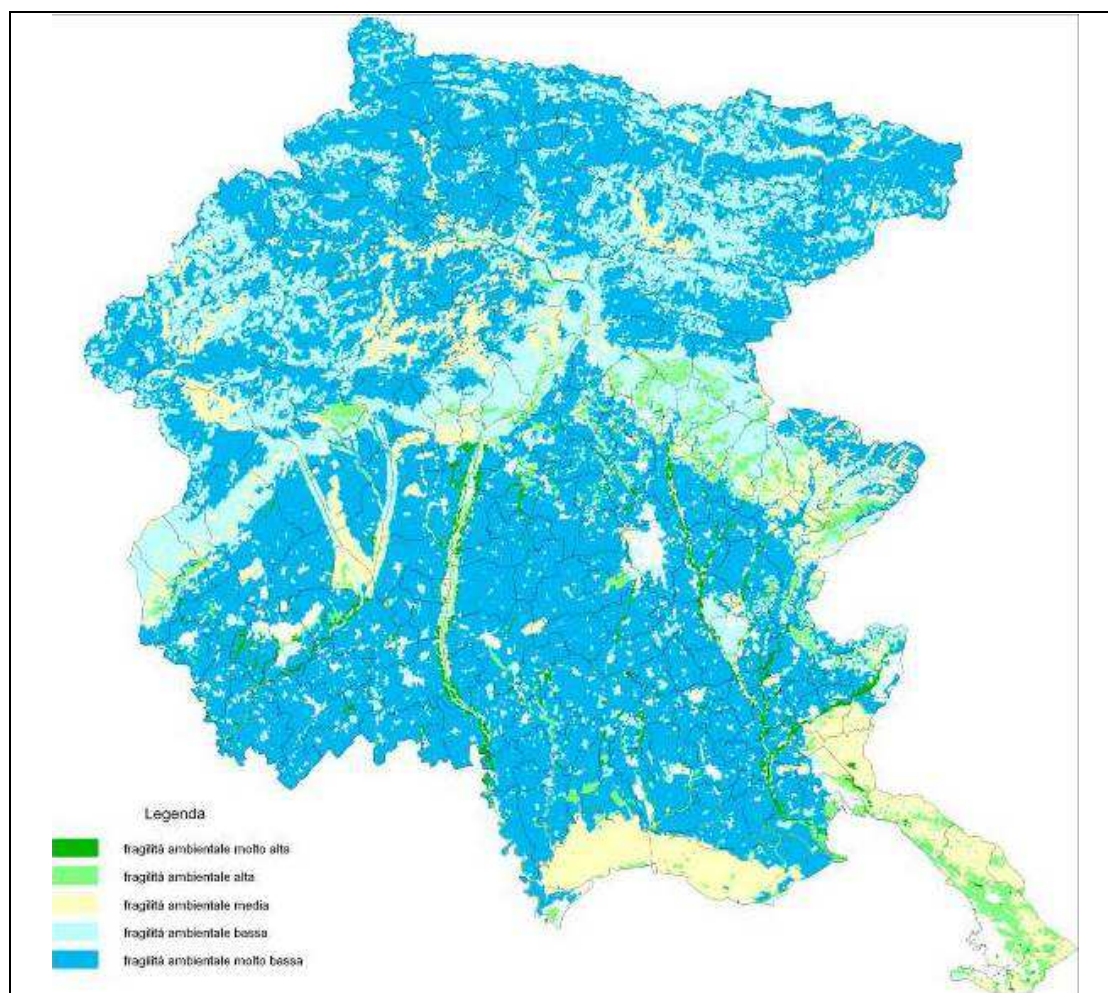 Legenda
fragilità ambientale molto alta
fragilità ambientale alta
fragilità ambientale media
fragilità ambientale bassa
fragilità ambientale molto bassa